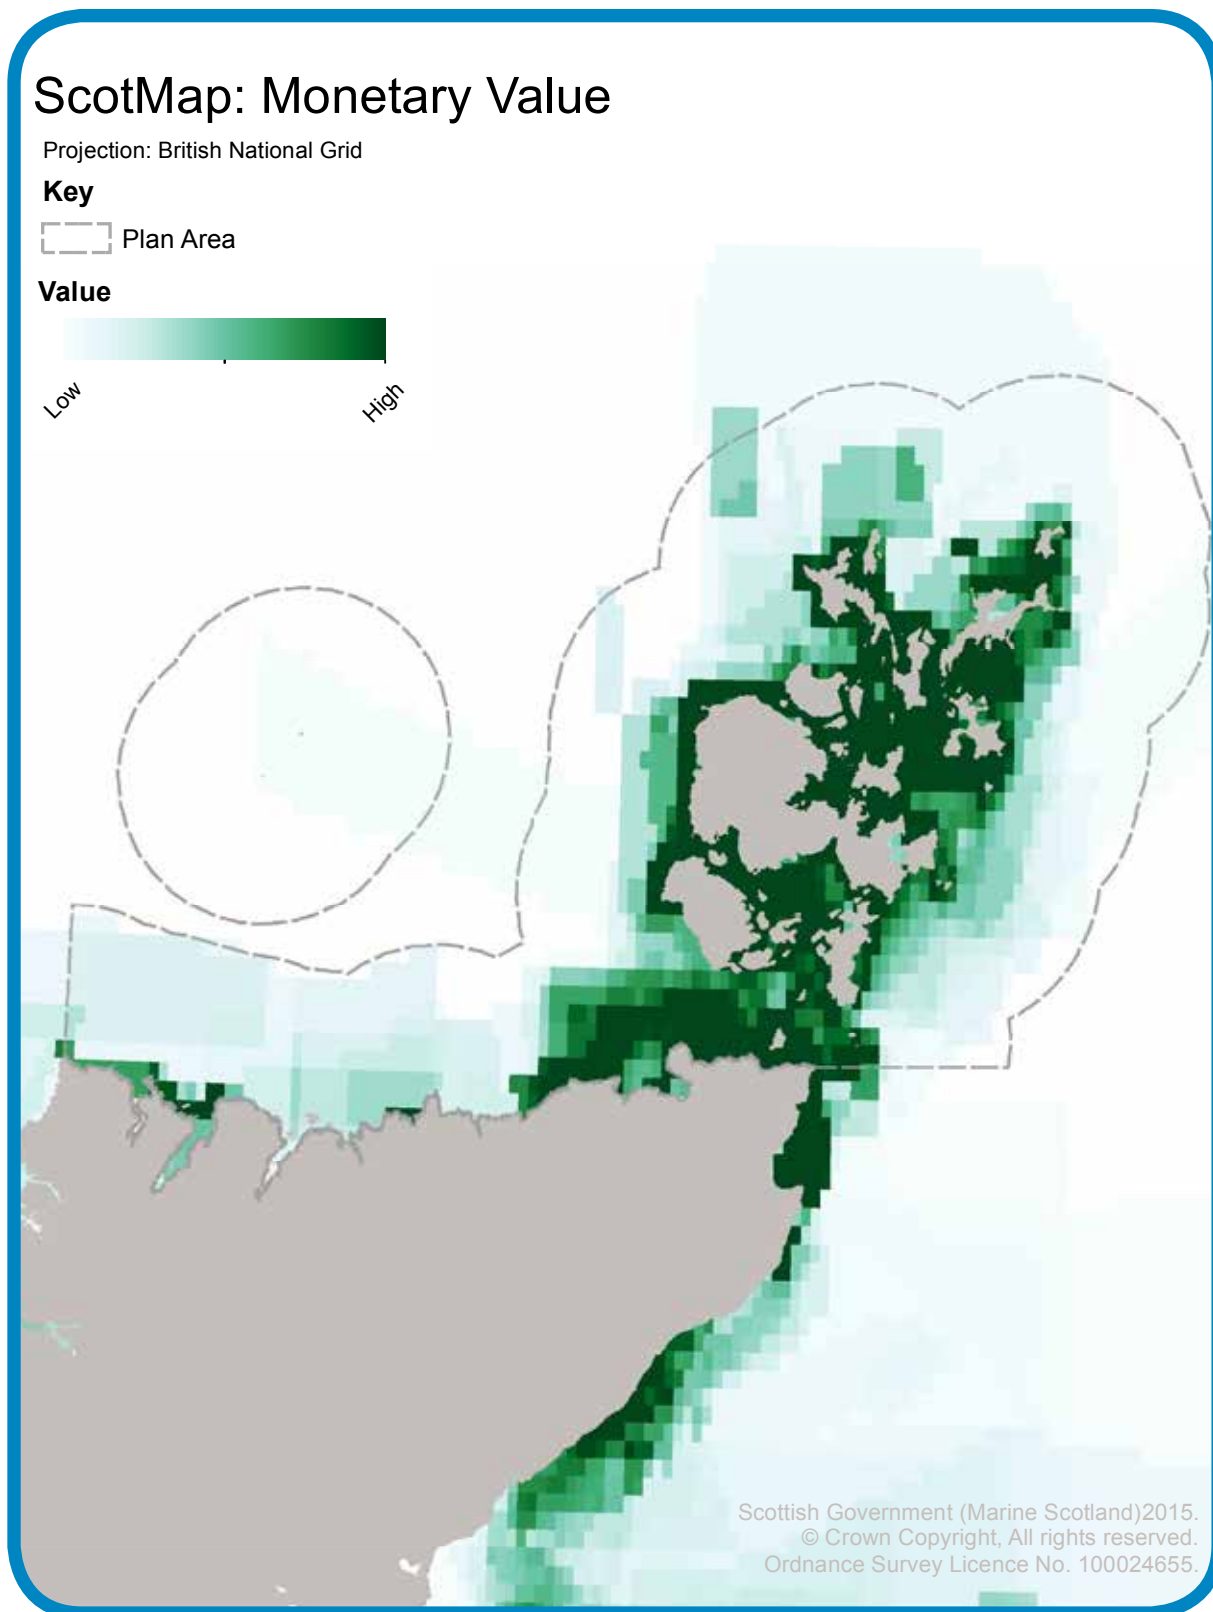 ScotMap: Monetary Value
Projection: British National Grid
Key
Plan Area
Value
Low
High
Scottish Government (Marine Scotland)2015.
© Crown Copyright, All rights reserved.
Ordnance Survey Licence No. 100024655.